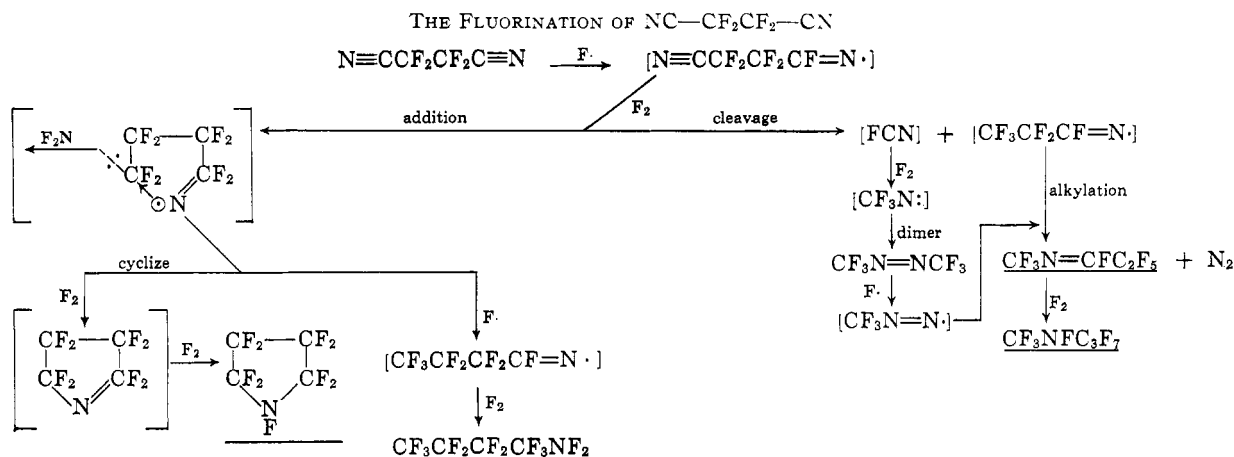 THE FLUORINATION OF NC—CF₂CF₂—CN
N≡CCF₂CF₂C≡N F· [N≡CCF₂CF₂CF=N·]
F₂
addition cleavage
F₂N CF₂—CF₂ CF₂ CF₂ ⊙N
[FCN] + [CF₃CF₂CF=N·]
F₂
[CF₃N:]
alkylation
dimer
CF₃N=NCF₃ CF₃N=CFC₂F₅ + N₂
F· F₂
[CF₃N=N·] CF₃NFC₃F₇
cyclize
F₂ F·
CF₂—CF₂ CF₂—CF₂
CF₂ CF₂ F₂ CF₂ CF₂ [CF₃CF₂CF₂CF=N·]
N N
F
F₂
CF₃CF₂CF₂CF₃NF₂